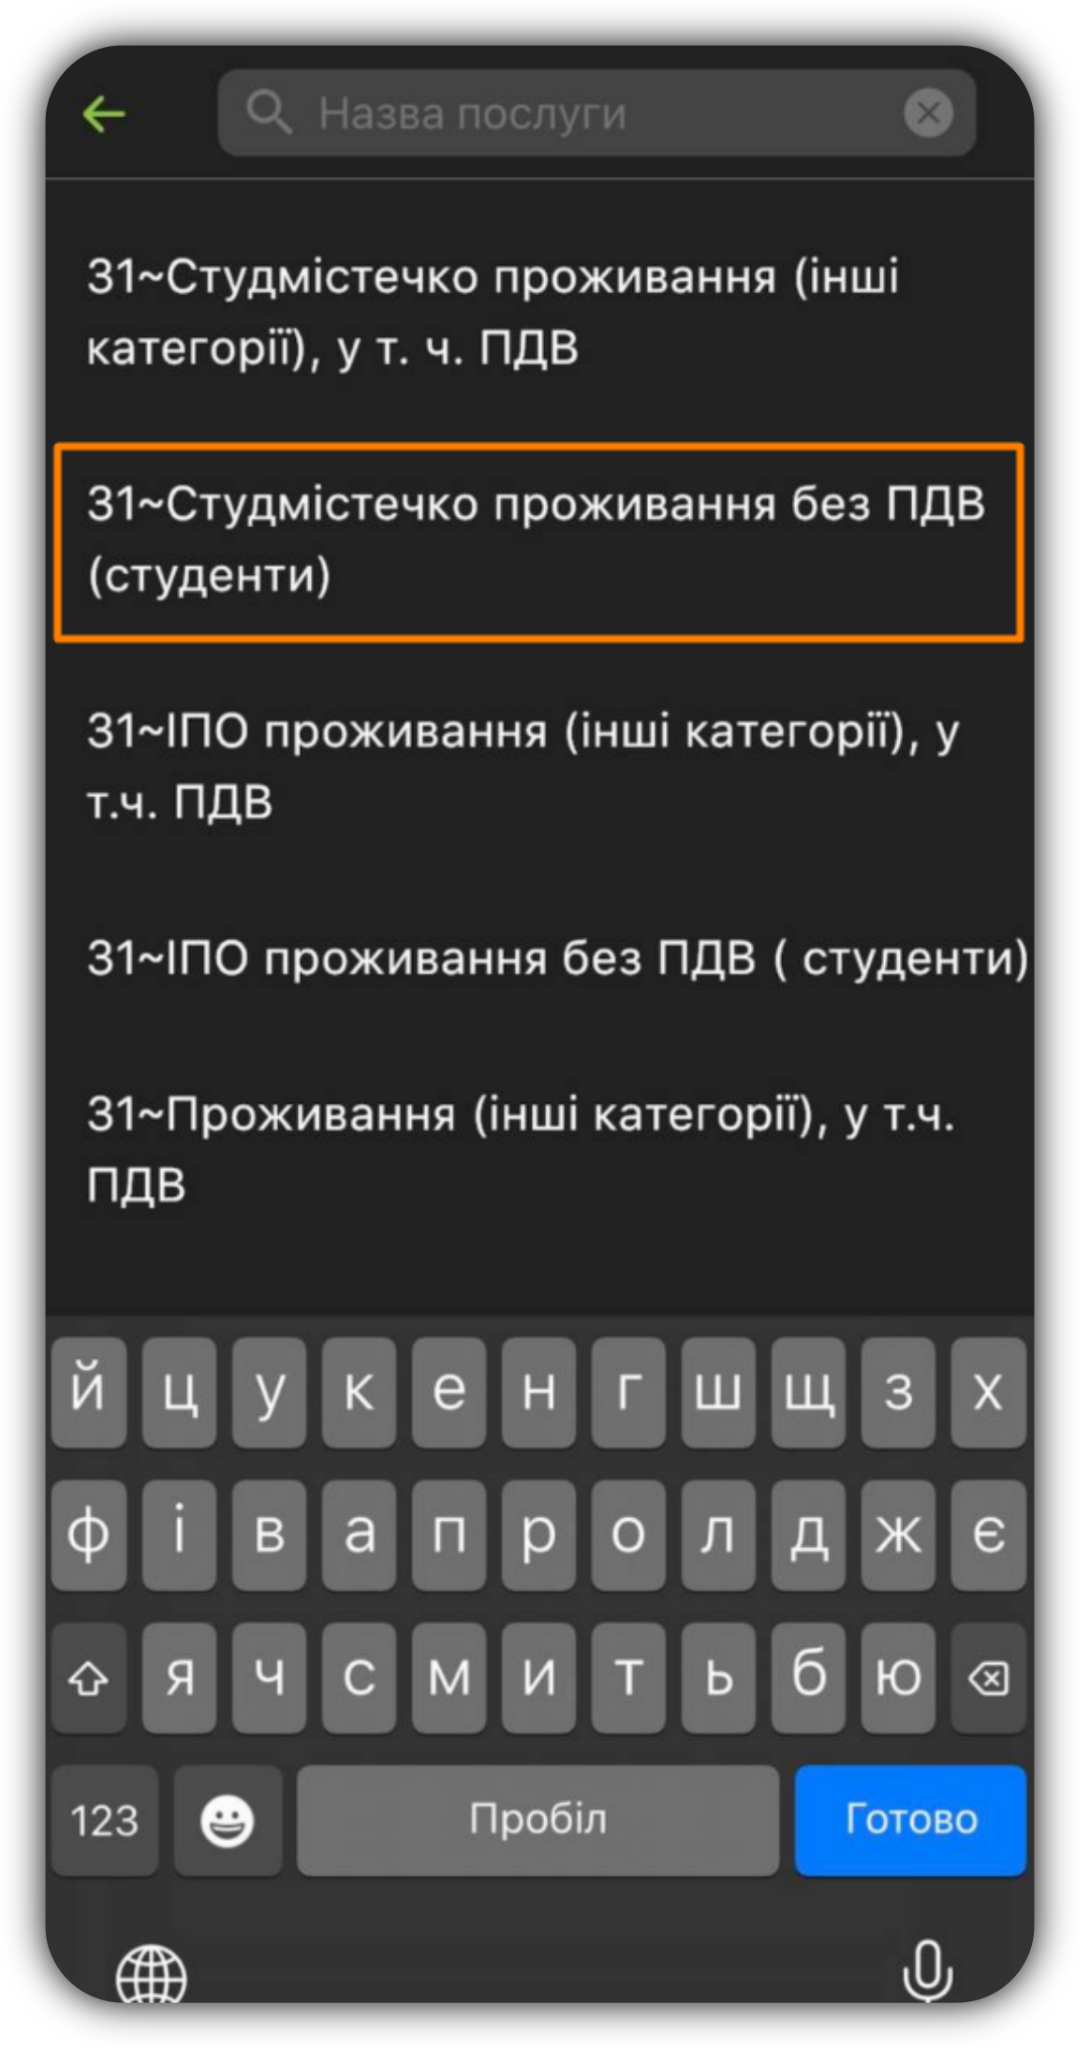 Назва послуги
31~Студмістечко проживання (інші
категорії), у т. ч. ПДВ
31~Студмістечко проживання без ПДВ
(студенти)
31~ІПО проживання (інші категорії), у
т.ч. ПДВ
31~ІПО проживання без ПДВ ( студенти)
31~Проживання (інші категорії), у т.ч.
ПДВ
й ц у к е н г ш щ з х
ф і в а п р о л д ж є
я ч с м и т ь б ю
123 Пробіл Готово